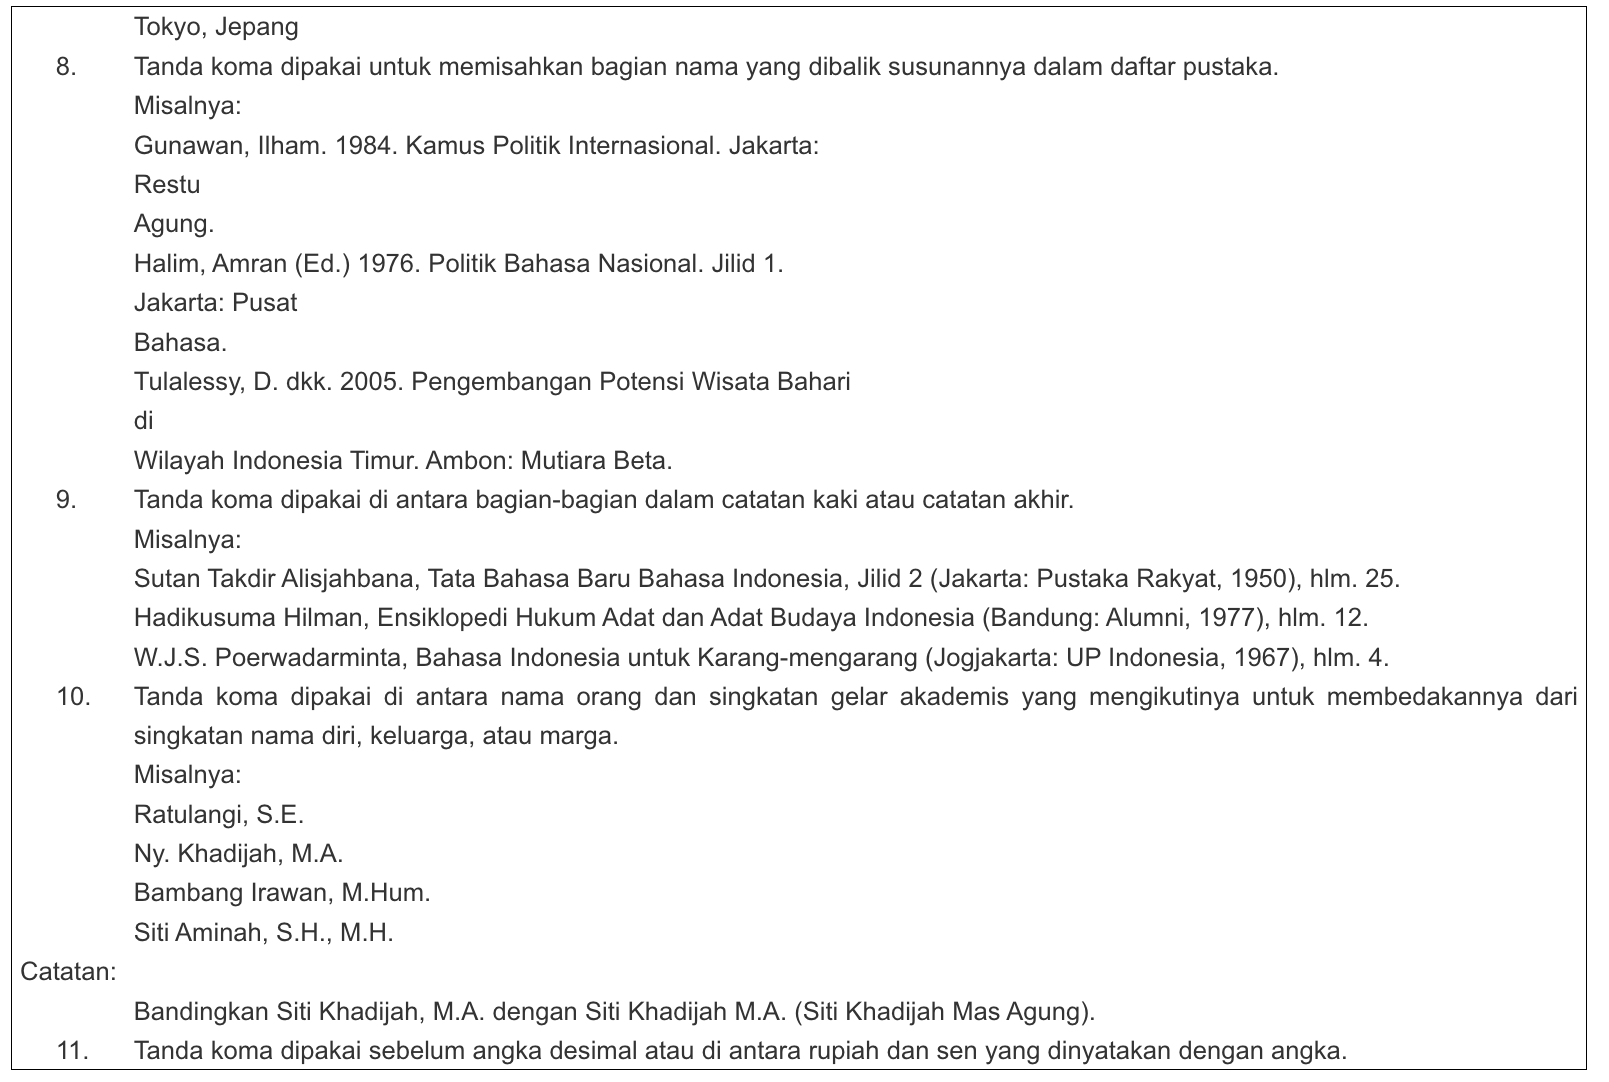 Tokyo, Jepang
8. Tanda koma dipakai untuk memisahkan bagian nama yang dibalik susunannya dalam daftar pustaka.
Misalnya:
Gunawan, Ilham. 1984. Kamus Politik Internasional. Jakarta:
Restu
Agung.
Halim, Amran (Ed.) 1976. Politik Bahasa Nasional. Jilid 1.
Jakarta: Pusat
Bahasa.
Tulalessy, D. dkk. 2005. Pengembangan Potensi Wisata Bahari
di
Wilayah Indonesia Timur. Ambon: Mutiara Beta.
9. Tanda koma dipakai di antara bagian-bagian dalam catatan kaki atau catatan akhir.
Misalnya:
Sutan Takdir Alisjahbana, Tata Bahasa Baru Bahasa Indonesia, Jilid 2 (Jakarta: Pustaka Rakyat, 1950), hlm. 25.
Hadikusuma Hilman, Ensiklopedi Hukum Adat dan Adat Budaya Indonesia (Bandung: Alumni, 1977), hlm. 12.
W.J.S. Poerwadarminta, Bahasa Indonesia untuk Karang-mengarang (Jogjakarta: UP Indonesia, 1967), hlm. 4.
10. Tanda koma dipakai di antara nama orang dan singkatan gelar akademis yang mengikutinya untuk membedakannya dari
singkatan nama diri, keluarga, atau marga.
Misalnya:
Ratulangi, S.E.
Ny. Khadijah, M.A.
Bambang Irawan, M.Hum.
Siti Aminah, S.H., M.H.
Catatan:
Bandingkan Siti Khadijah, M.A. dengan Siti Khadijah M.A. (Siti Khadijah Mas Agung).
11. Tanda koma dipakai sebelum angka desimal atau di antara rupiah dan sen yang dinyatakan dengan angka.